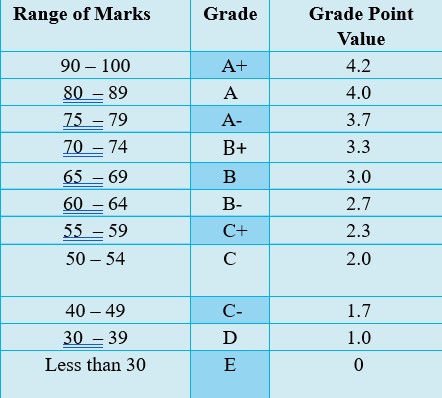 Range of Marks Grade Grade Point
Value
90 – 100 A+ 4.2
80 – 89 A 4.0
75 – 79 A- 3.7
70 – 74 B+ 3.3
65 – 69 B 3.0
60 – 64 B- 2.7
55 – 59 C+ 2.3
50 – 54 C 2.0
40 – 49 C- 1.7
30 – 39 D 1.0
Less than 30 E 0